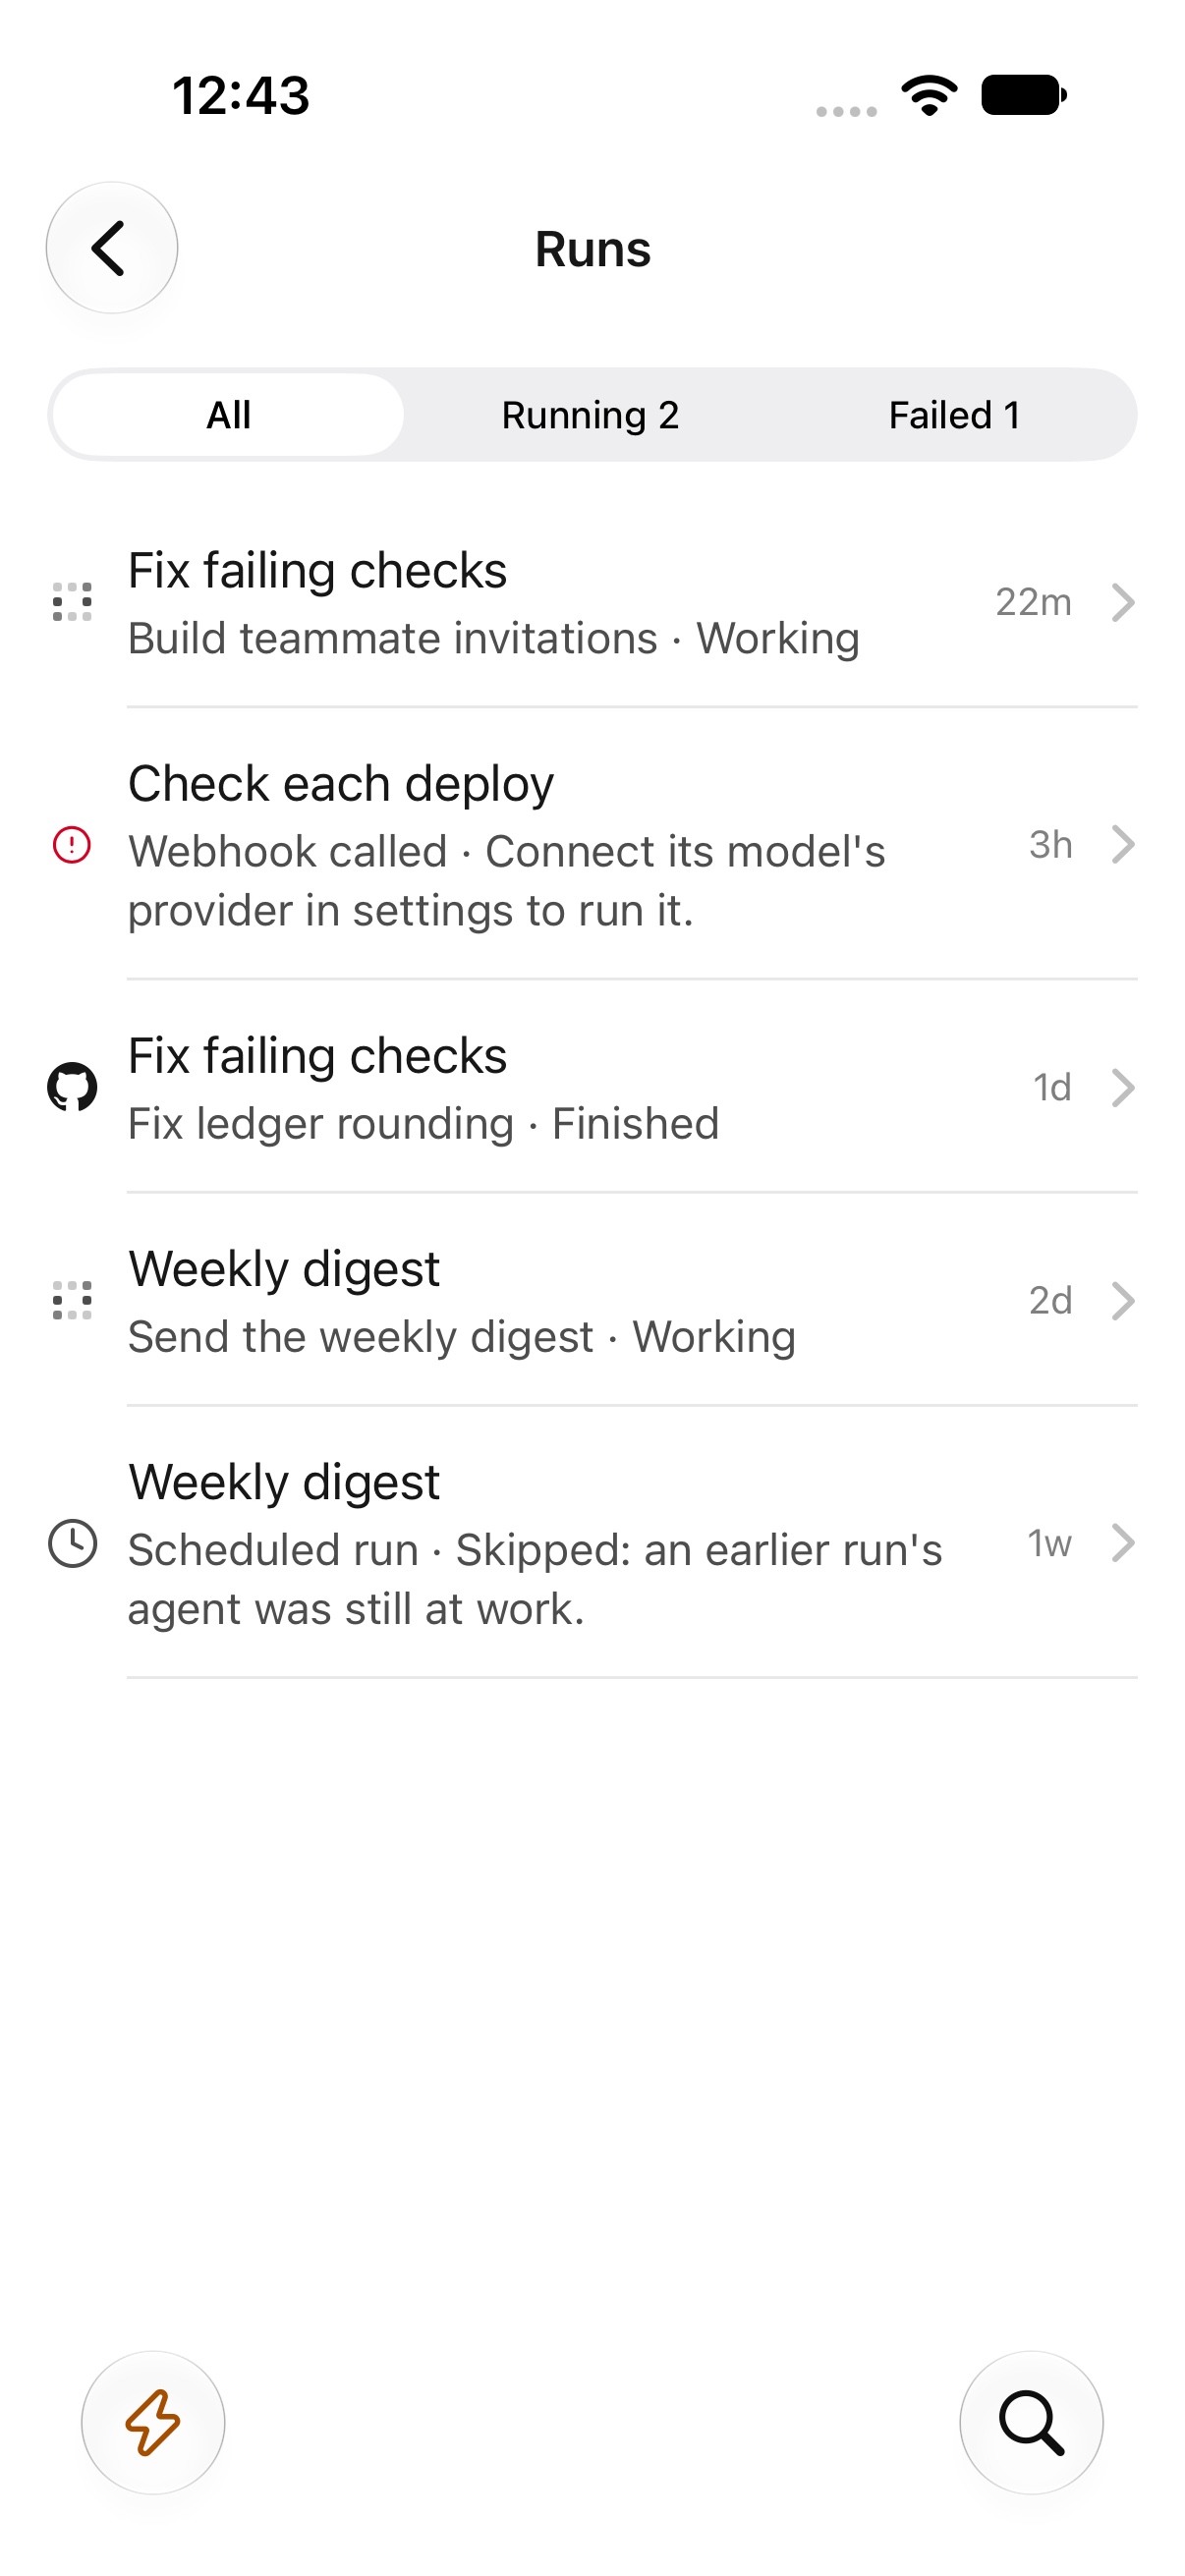 12:43
Runs
All
Running 2
Failed 1
Fix failing checks
Build teammate invitations · Working
22m
Check each deploy
Webhook called · Connect its model's
provider in settings to run it.
3h
Fix failing checks
Fix ledger rounding · Finished
1d
Weekly digest
Send the weekly digest · Working
2d
Weekly digest
Scheduled run · Skipped: an earlier run's
agent was still at work.
1w